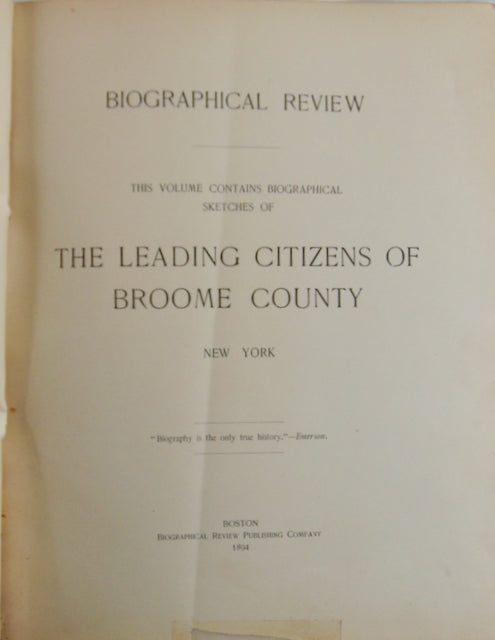 BIOGRAPHICAL REVIEW
THIS VOLUME CONTAINS BIOGRAPHICAL
SKETCHES OF
THE LEADING CITIZENS OF
BROOME COUNTY
NEW YORK
"Biography is the only true history."—Emerson.
BOSTON
BIOGRAPHICAL REVIEW PUBLISHING COMPANY
1894